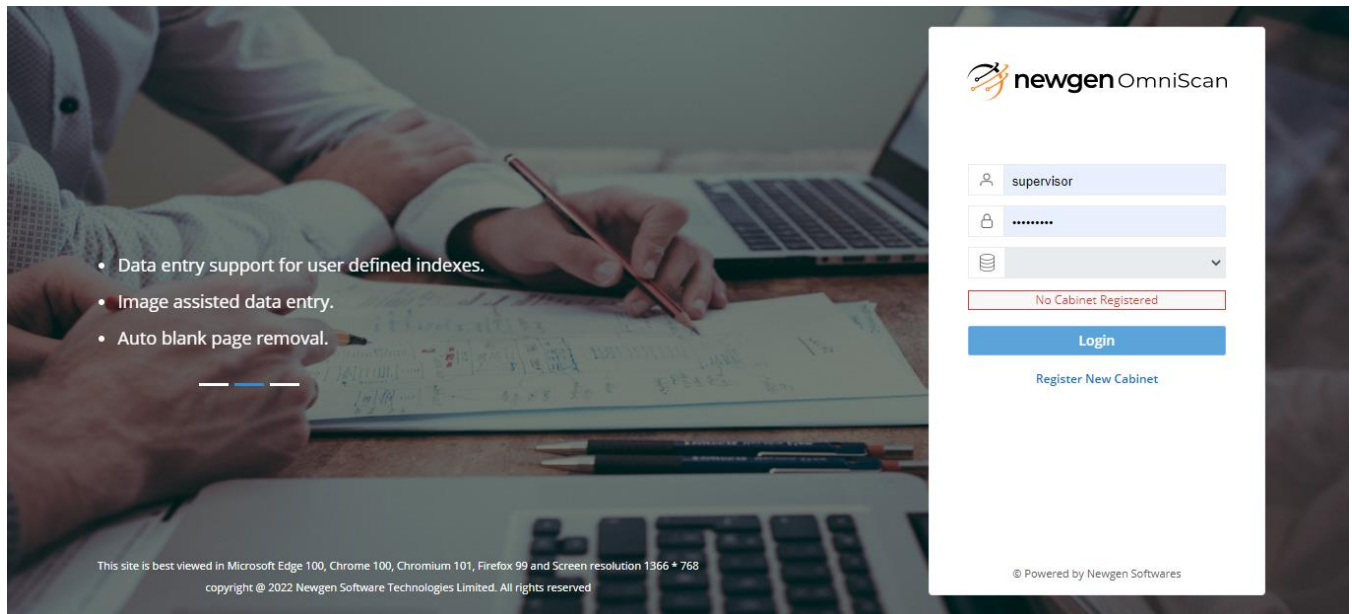 Data entry support for user defined indexes.
Image assisted data entry.
Auto blank page removal.
This site is best viewed in Microsoft Edge 100, Chrome 100, Chromium 101, Firefox 99 and Screen resolution 1366 * 768
copyright @ 2022 Newgen Software Technologies Limited. All rights reserved
newgen OmniScan
supervisor
•••••••••
No Cabinet Registered
Login
Register New Cabinet
© Powered by Newgen Softwares